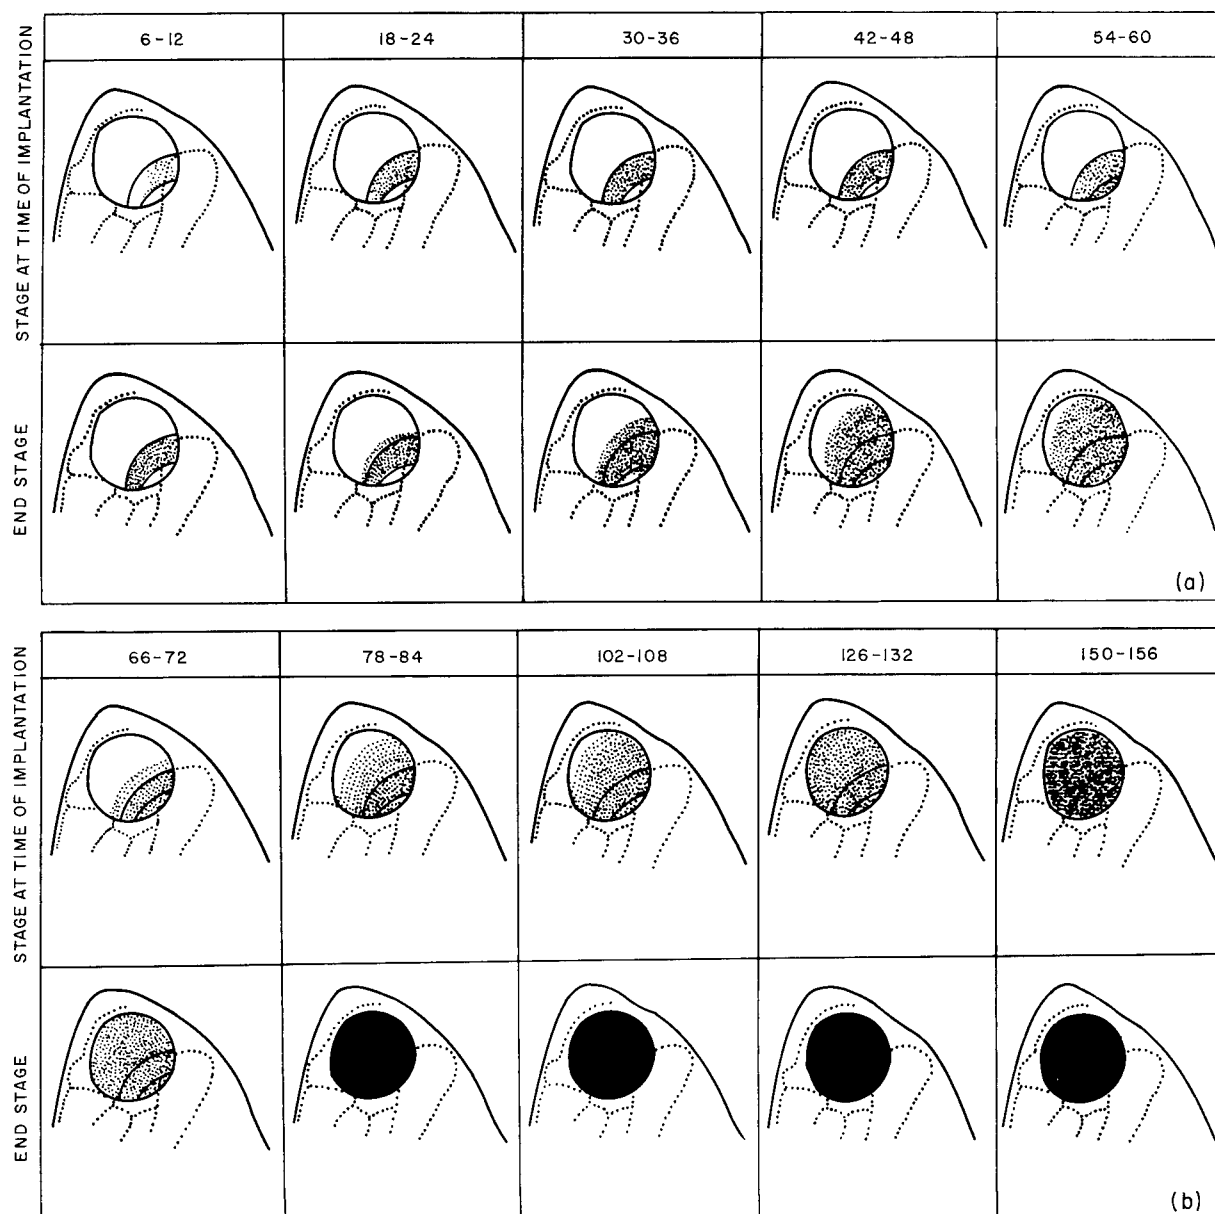 6-12 18-24 30-36 42-48 54-60
STAGE AT TIME OF IMPLANTATION
END STAGE
(a)
66-72 78-84 102-108 126-132 150-156
STAGE AT TIME OF IMPLANTATION
END STAGE
(b)